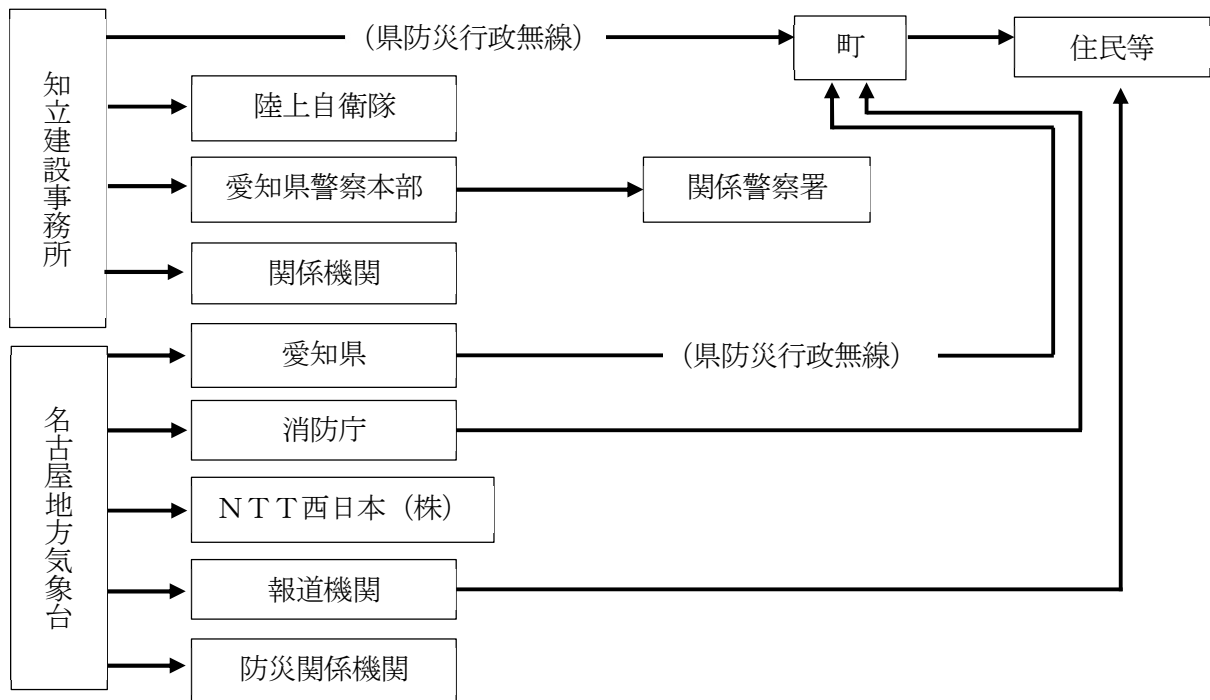 知立建設事務所
(県防災行政無線)
町
住民等
陸上自衛隊
愛知県警察本部
関係警察署
関係機関
名古屋地方気象台
愛知県
(県防災行政無線)
消防庁
NTT西日本(株)
報道機関
防災関係機関